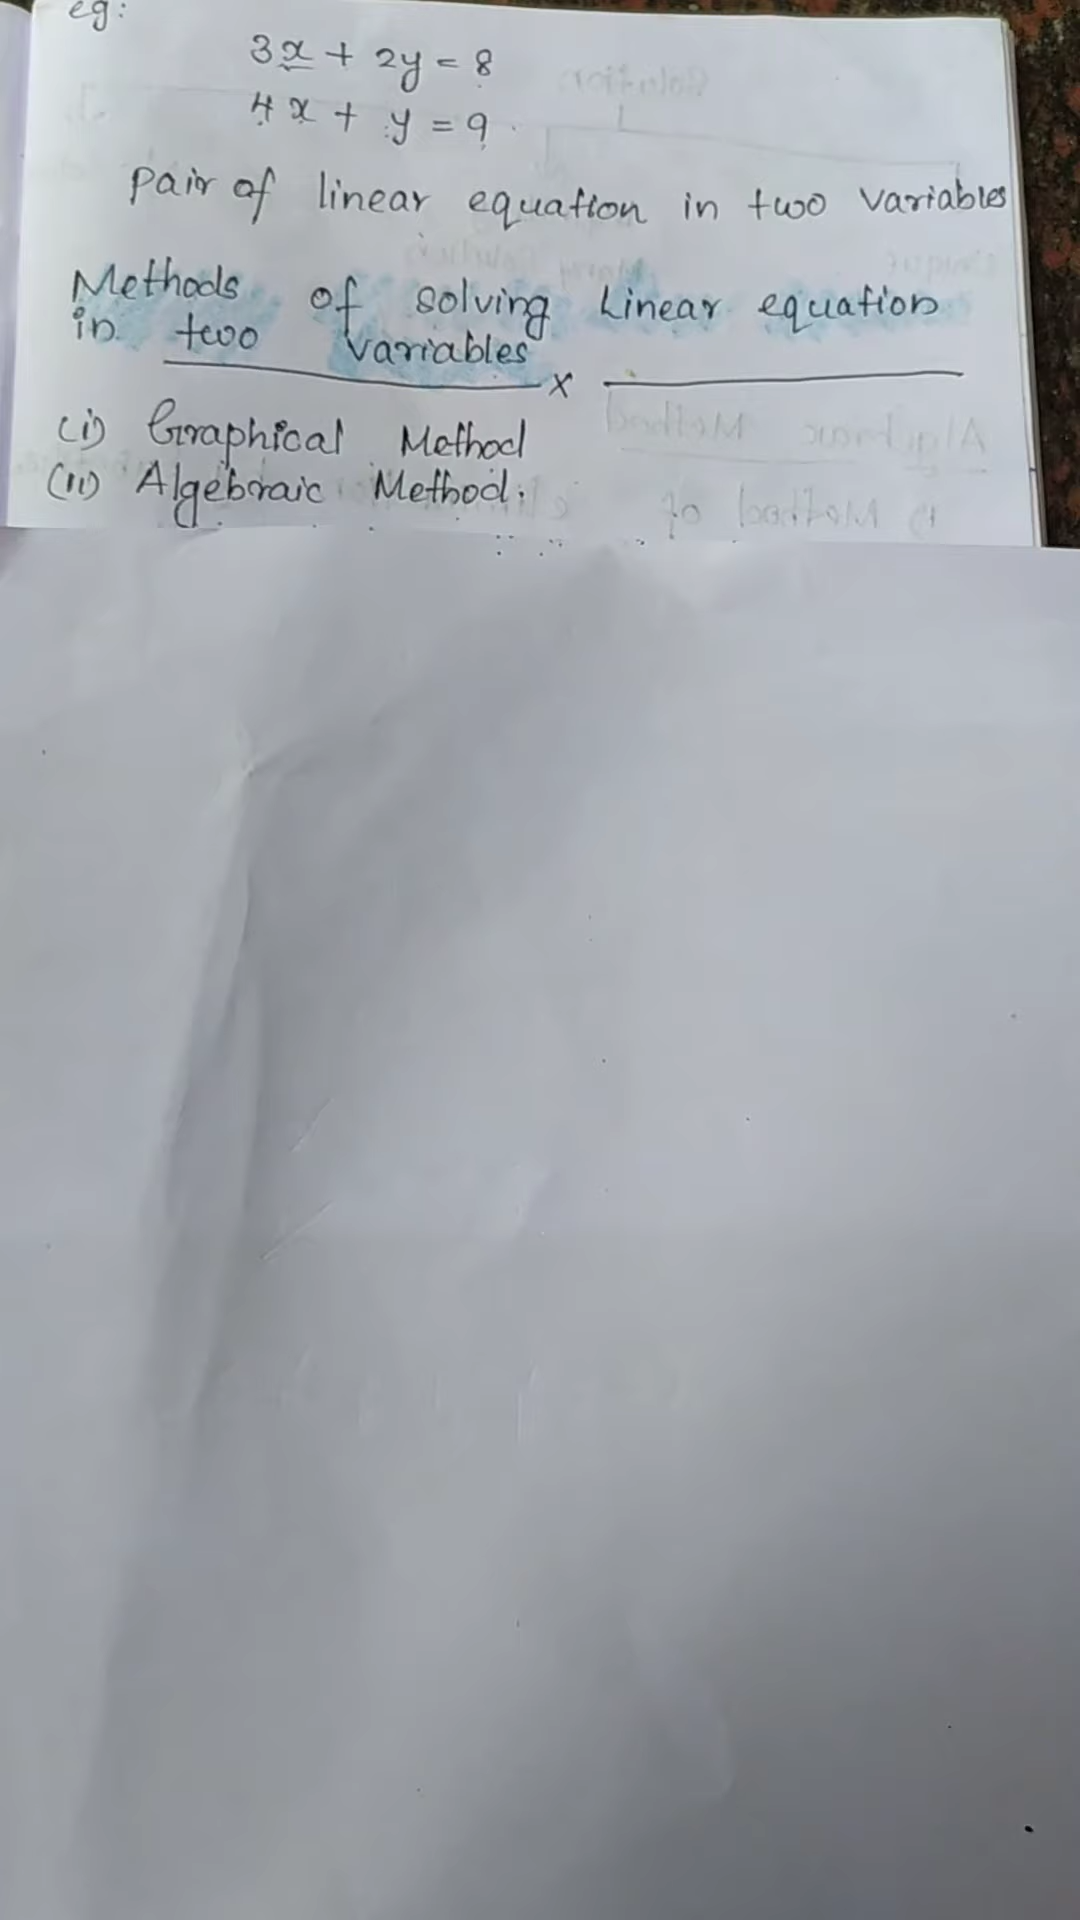 eg:
3x + 2y = 8
4x + y = 9
pair of linear equation in two variables
Methods of solving Linear equation
in two variables
x
(i) Graphical Method
(ii) Algebraic Method.